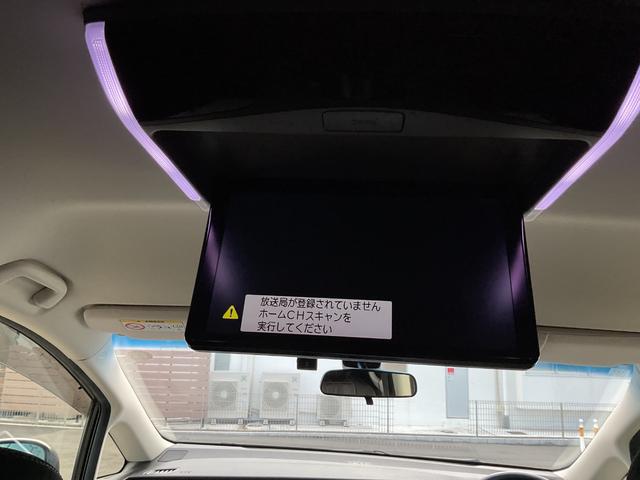 放送局が登録されていません
ホームCHスキャンを
実行してください